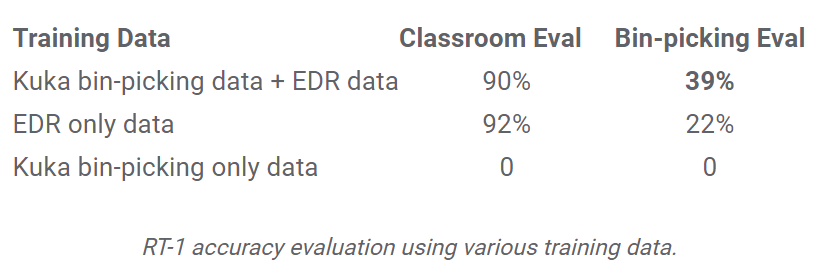 Training Data Classroom Eval Bin-picking Eval
Kuka bin-picking data + EDR data 90% 39%
EDR only data 92% 22%
Kuka bin-picking only data 0 0
RT-1 accuracy evaluation using various training data.